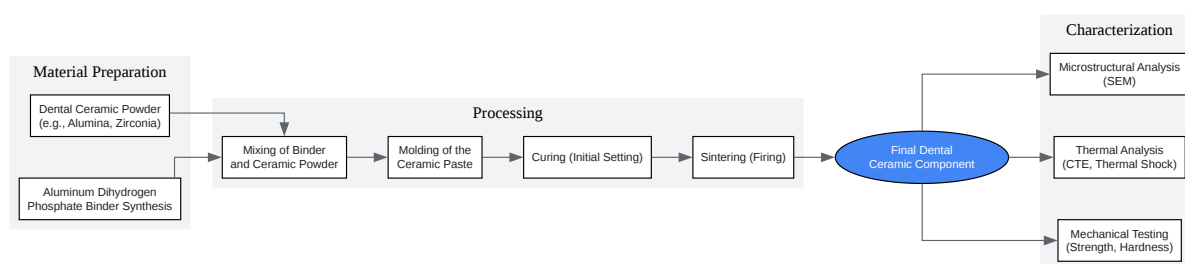 Material Preparation
Dental Ceramic Powder
(e.g., Alumina, Zirconia)
Aluminum Dihydrogen
Phosphate Binder Synthesis
Processing
Mixing of Binder
and Ceramic Powder
Molding of the
Ceramic Paste
Curing (Initial Setting)
Sintering (Firing)
Final Dental
Ceramic Component
Characterization
Microstructural Analysis
(SEM)
Thermal Analysis
(CTE, Thermal Shock)
Mechanical Testing
(Strength, Hardness)